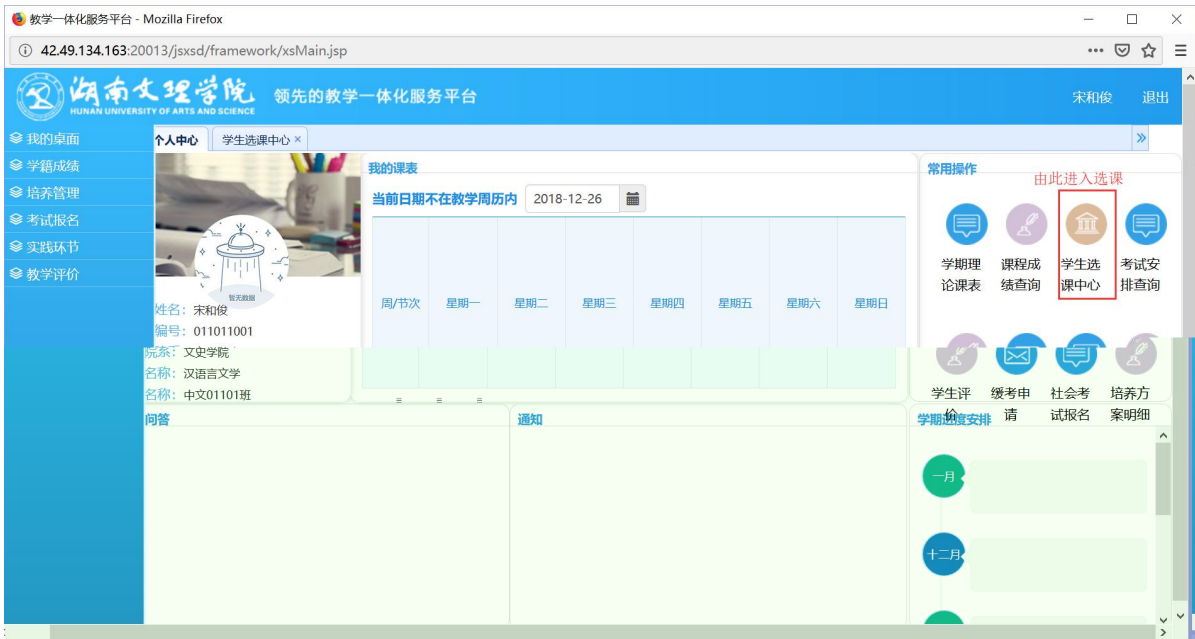 教学一体化服务平台 - Mozilla Firefox
42.49.134.163:20013/jsxsd/framework/xsMain.jsp
湖南文理学院
HUNAN UNIVERSITY OF ARTS AND SCIENCE
领先的教学一体化服务平台
宋和俊 退出
我的桌面
学籍成绩
培养管理
考试报名
实践环节
教学评价
个人中心 学生选课中心 ×
暂无数据
姓名：宋和俊
编号：011011001
院系：文史学院
名称：汉语言文学
名称：中文01101班
我的课表
当前日期不在教学周历内 2018-12-26
周/节次 星期一 星期二 星期三 星期四 星期五 星期六 星期日
常用操作
由此进入选课
学期理论课表
课程成绩查询
学生选课中心
考试安排查询
学生评价
缓考申请
社会考试报名
培养方案明细
问答
通知
学期进度安排
一月
十二月